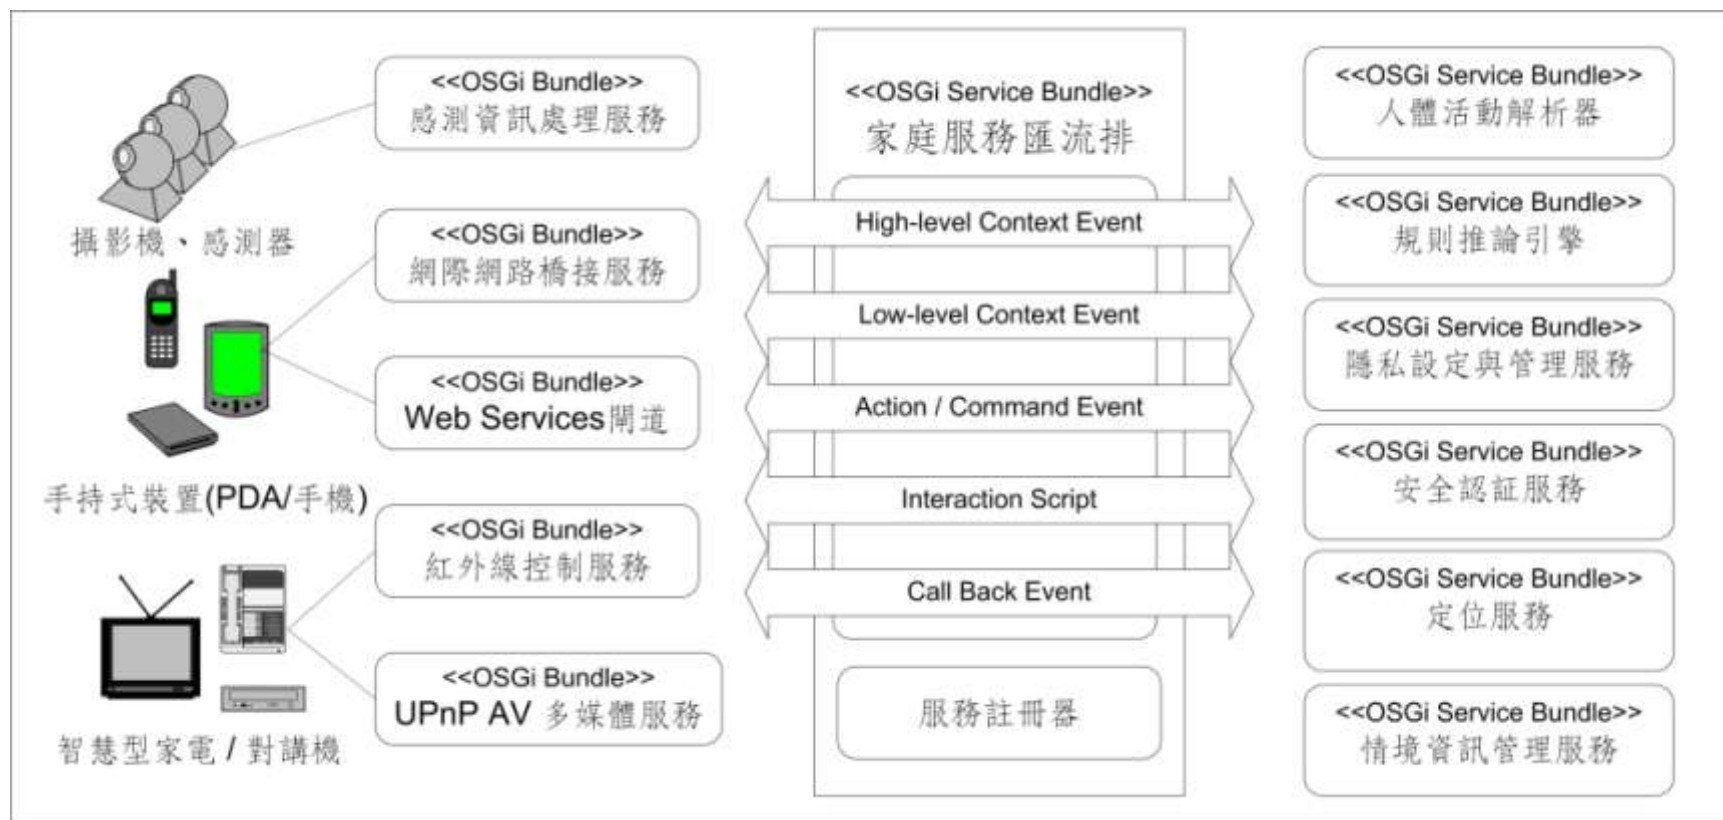 <<OSGi Bundle>>
感測資訊處理服務
攝影機、感測器
<<OSGi Bundle>>
網際網路橋接服務
<<OSGi Bundle>>
Web Services閘道
手持式裝置(PDA/手機)
<<OSGi Bundle>>
紅外線控制服務
<<OSGi Bundle>>
UPnP AV 多媒體服務
智慧型家電 / 對講機
<<OSGi Service Bundle>>
家庭服務匯流排
High-level Context Event
Low-level Context Event
Action / Command Event
Interaction Script
Call Back Event
服務註冊器
<<OSGi Service Bundle>>
人體活動解析器
<<OSGi Service Bundle>>
規則推論引擎
<<OSGi Service Bundle>>
隱私設定與管理服務
<<OSGi Service Bundle>>
安全認証服務
<<OSGi Service Bundle>>
定位服務
<<OSGi Service Bundle>>
情境資訊管理服務